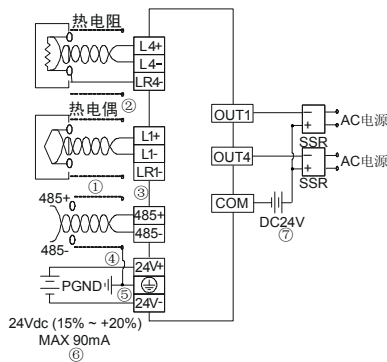 热电阻
L4+
L4-
LR4-
②
热电偶
L1+
L1-
LR1-
①
③
485+
485-
485+
485-
④
24V+
PGND
⑤
24V-
24Vdc (15% ~ +20%)
MAX 90mA
⑥
OUT1
OUT4
COM
SSR
AC电源
SSR
AC电源
DC24V
⑦